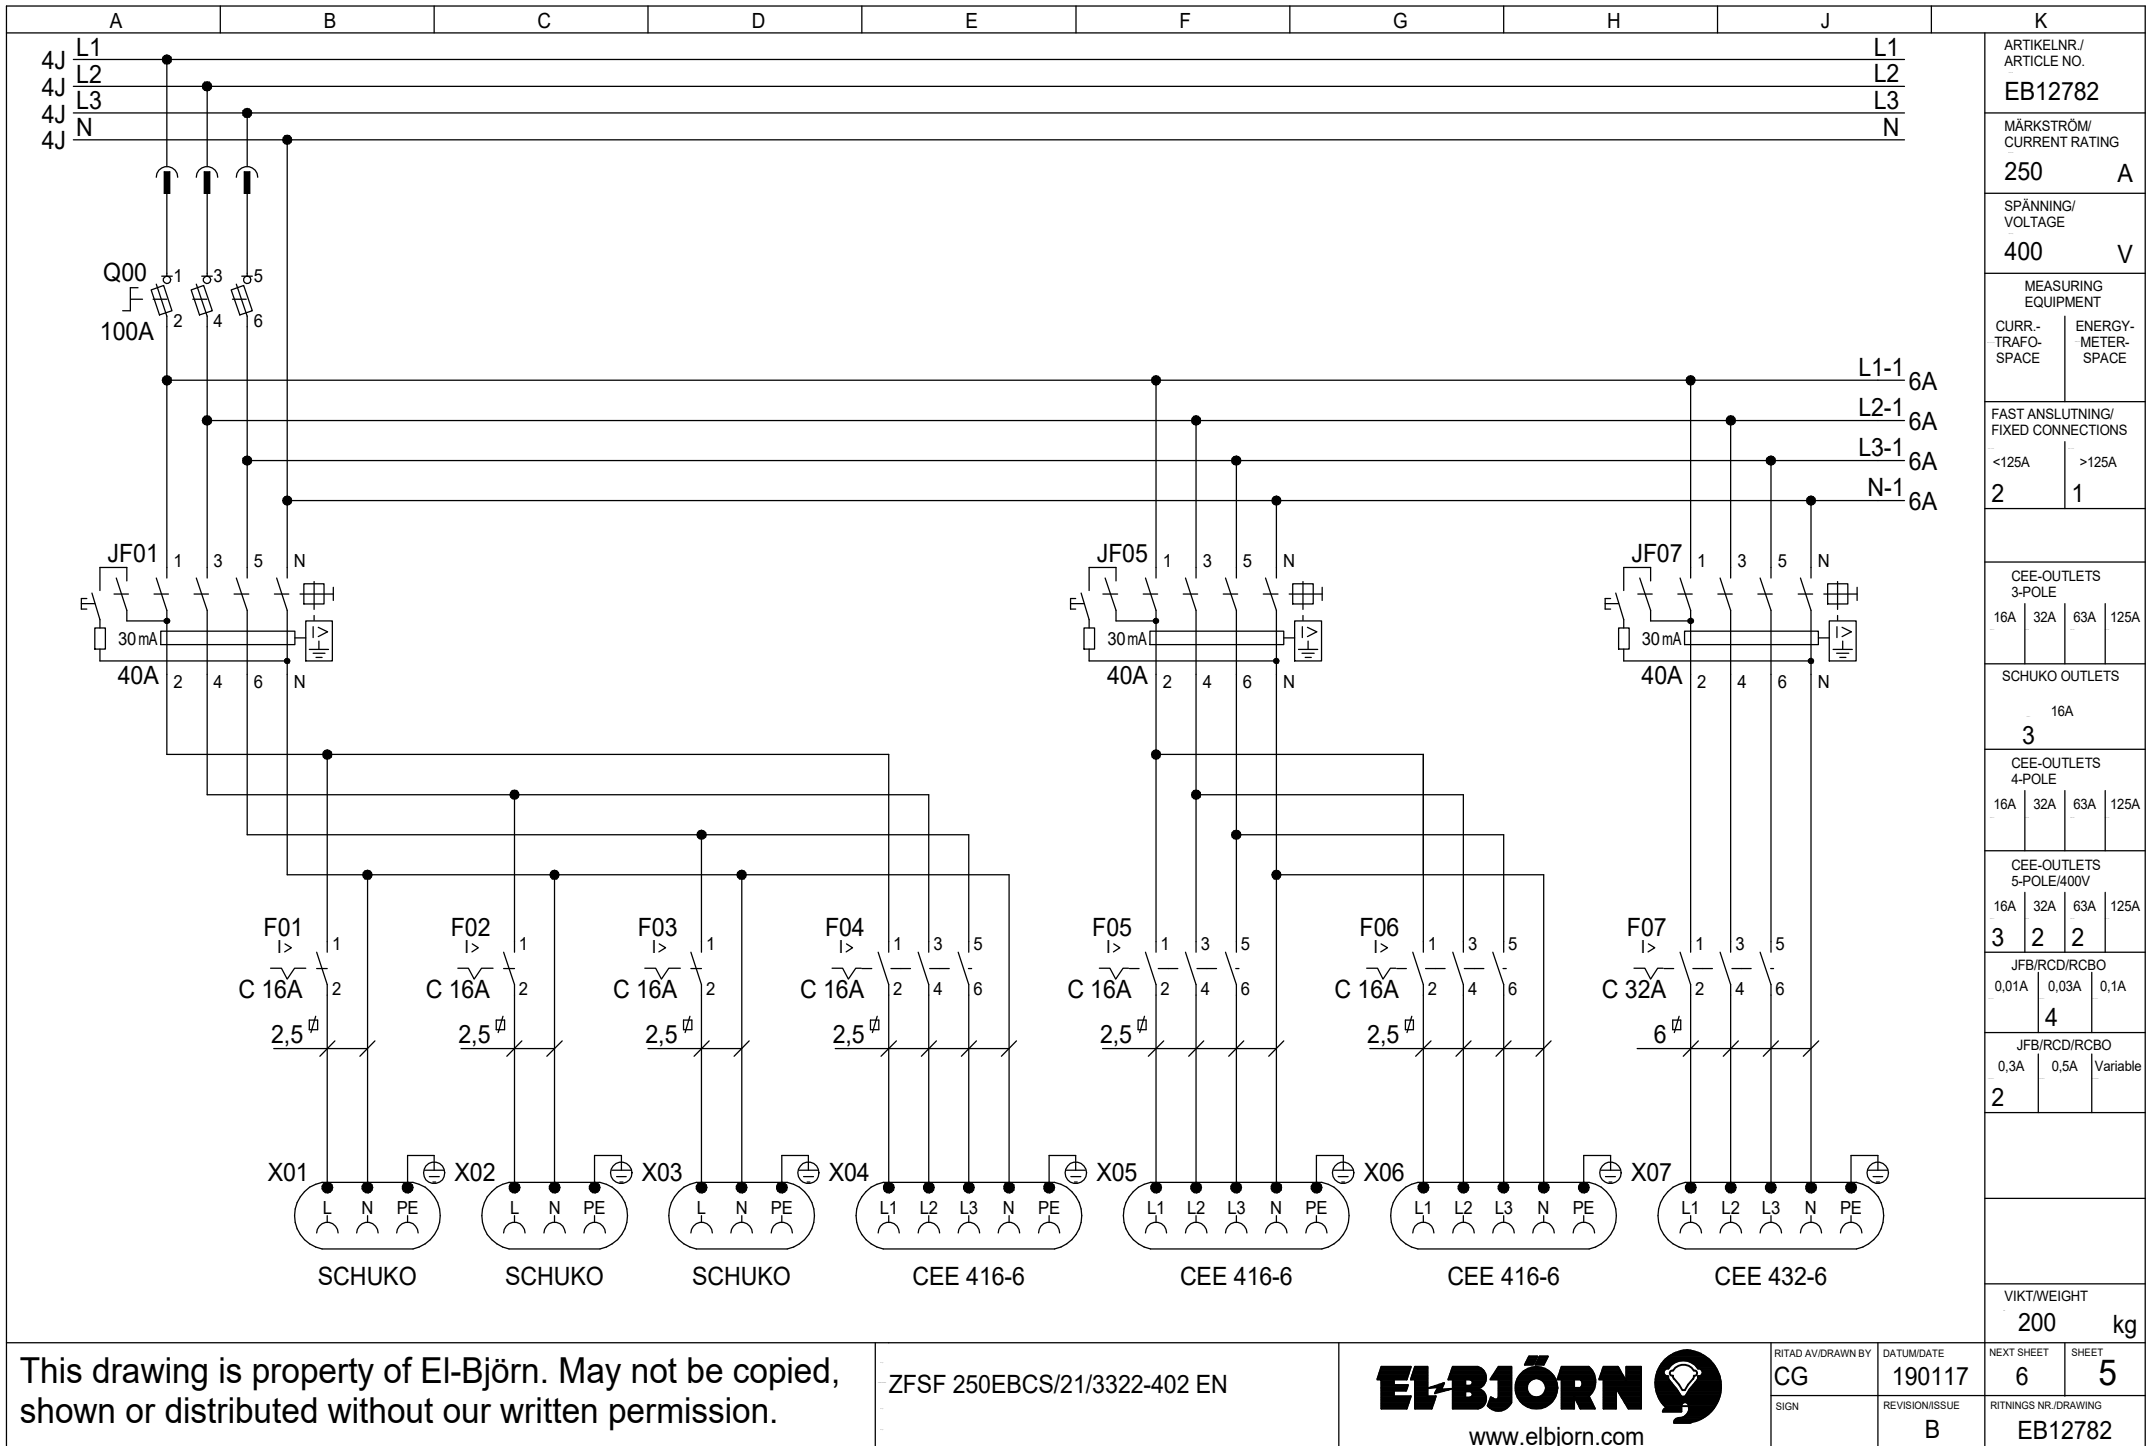 A B C D E F G H J K
4J L1 L1
4J L2 L2
4J L3 L3
4J N N
Q00 1 3 5
100A 2 4 6
L1-1 6A
L2-1 6A
L3-1 6A
N-1 6A
JF01 1 3 5 N
30 mA I>
40A 2 4 6 N
JF05 1 3 5 N
30 mA I>
40A 2 4 6 N
JF07 1 3 5 N
30 mA I>
40A 2 4 6 N
F01 I> 1
C 16A 2
2,5
F02 I> 1
C 16A 2
2,5
F03 I> 1
C 16A 2
2,5
F04 I> 1 3 5
C 16A 2 4 6
2,5
F05 I> 1 3 5
C 16A 2 4 6
2,5
F06 I> 1 3 5
C 16A 2 4 6
2,5
F07 I> 1 3 5
C 32A 2 4 6
6
X01 L N PE
SCHUKO
X02 L N PE
SCHUKO
X03 L N PE
SCHUKO
X04 L1 L2 L3 N PE
CEE 416-6
X05 L1 L2 L3 N PE
CEE 416-6
X06 L1 L2 L3 N PE
CEE 416-6
X07 L1 L2 L3 N PE
CEE 432-6
ARTIKELNR./
ARTICLE NO.
EB12782
MÄRKSTRÖM/
CURRENT RATING
250 A
SPÄNNING/
VOLTAGE
400 V
MEASURING
EQUIPMENT
CURR.-
TRAFO-
SPACE
ENERGY-
METER-
SPACE
FAST ANSLUTNING/
FIXED CONNECTIONS
<125A >125A
2 1
CEE-OUTLETS
3-POLE
16A 32A 63A 125A
SCHUKO OUTLETS
16A
3
CEE-OUTLETS
4-POLE
16A 32A 63A 125A
CEE-OUTLETS
5-POLE/400V
16A 32A 63A 125A
3 2 2
JFB/RCD/RCBO
0,01A 0,03A 0,1A
4
JFB/RCD/RCBO
0,3A 0,5A Variable
2
VIKT/WEIGHT
200 kg
This drawing is property of El-Björn. May not be copied,
shown or distributed without our written permission.
ZFSF 250EBCS/21/3322-402 EN
EL-BJÖRN
www.elbjorn.com
RITAD AV/DRAWN BY
CG
DATUM/DATE
190117
NEXT SHEET
6
SHEET
5
SIGN
REVISION/ISSUE
B
RITNINGS NR./DRAWING
EB12782